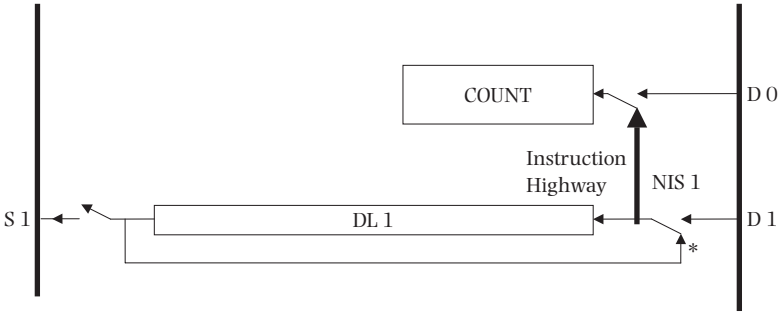 COUNT
D 0
Instruction
Highway
NIS 1
S 1
DL 1
D 1
*